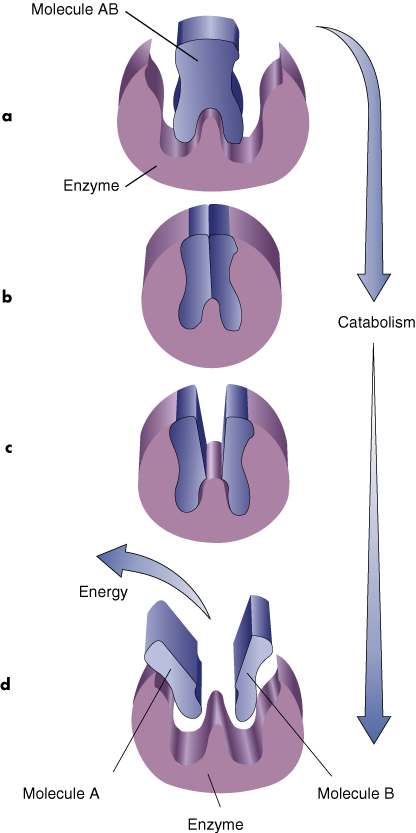 Molecule AB
a
Enzyme
b
Catabolism
c
Energy
d
Molecule A
Molecule B
Enzyme